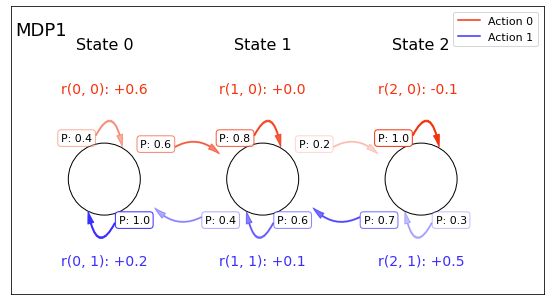 MDP1
State 0 State 1 State 2
Action 0
Action 1
r(0, 0): +0.6 r(1, 0): +0.0 r(2, 0): -0.1
P: 0.4 P: 0.6 P: 0.8 P: 0.2 P: 1.0
P: 1.0 P: 0.4 P: 0.6 P: 0.7 P: 0.3
r(0, 1): +0.2 r(1, 1): +0.1 r(2, 1): +0.5